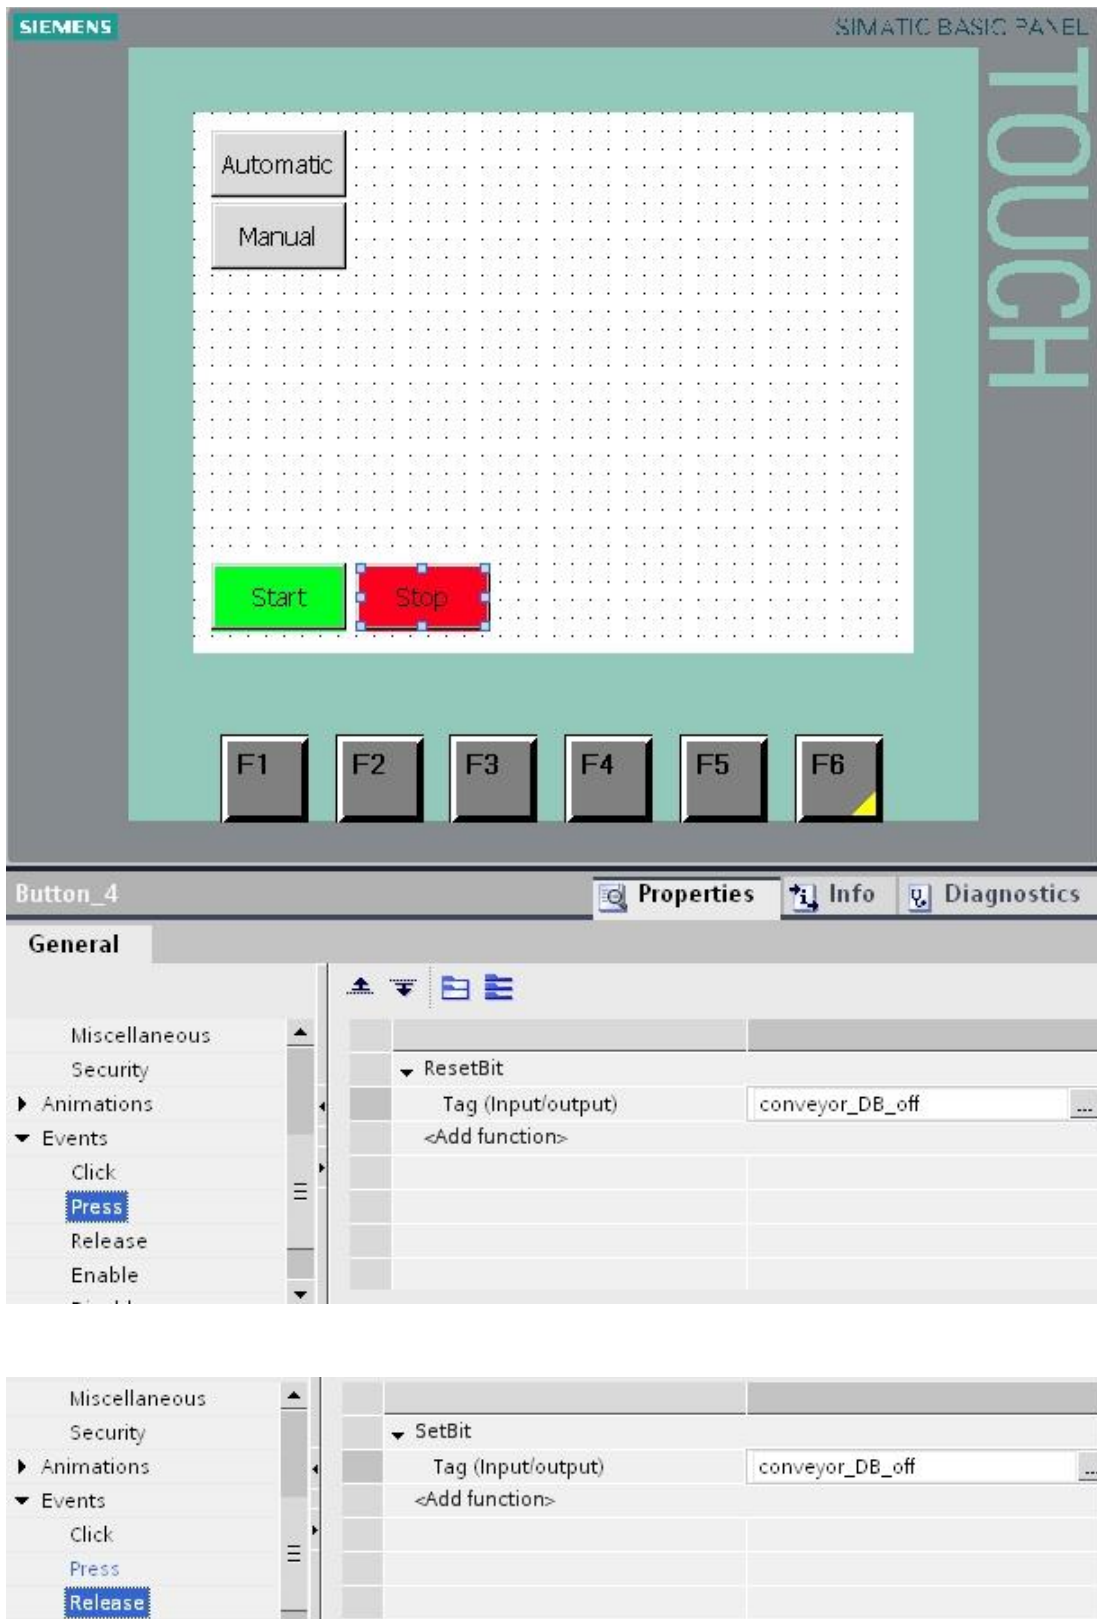 SIEMENS
SIMATIC BASIC PANEL
TOUCH
Automatic
Manual
Start
Stop
F1
F2
F3
F4
F5
F6
Button_4
Properties
Info
Diagnostics
General
Miscellaneous
Security
Animations
Events
Click
Press
Release
Enable
ResetBit
Tag (Input/output)
conveyor_DB_off
...
<Add function>
Miscellaneous
Security
Animations
Events
Click
Press
Release
SetBit
Tag (Input/output)
conveyor_DB_off
...
<Add function>